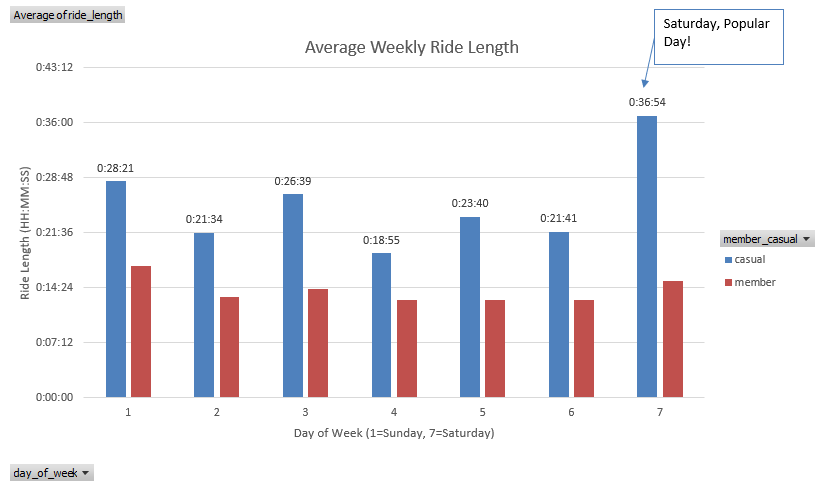 Average of ride_length
Saturday, Popular
Day!
Average Weekly Ride Length
0:43:12
0:36:00
0:28:48
0:21:36
0:14:24
0:07:12
0:00:00
Ride Length (HH:MM:SS)
0:28:21
0:21:34
0:26:39
0:18:55
0:23:40
0:21:41
0:36:54
1 2 3 4 5 6 7
Day of Week (1=Sunday, 7=Saturday)
member_casual
casual
member
day_of_week